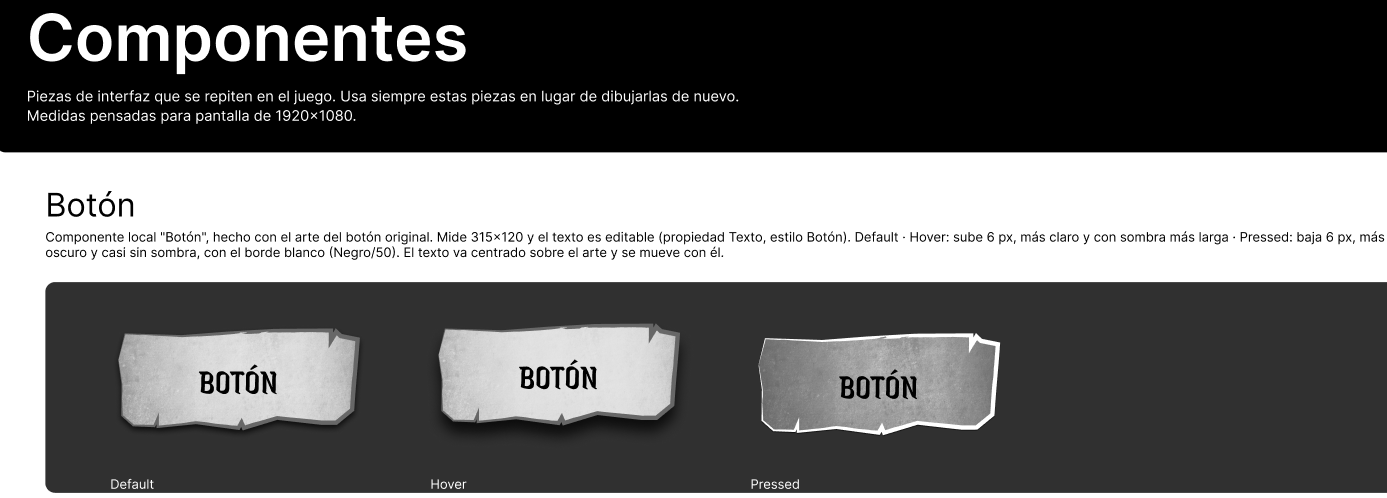 Componentes
Piezas de interfaz que se repiten en el juego. Usa siempre estas piezas en lugar de dibujarlas de nuevo.
Medidas pensadas para pantalla de 1920×1080.
Botón
Componente local "Botón", hecho con el arte del botón original. Mide 315×120 y el texto es editable (propiedad Texto, estilo Botón). Default · Hover: sube 6 px, más claro y con sombra más larga · Pressed: baja 6 px, más
oscuro y casi sin sombra, con el borde blanco (Negro/50). El texto va centrado sobre el arte y se mueve con él.
BOTÓN BOTÓN BOTÓN
Default Hover Pressed